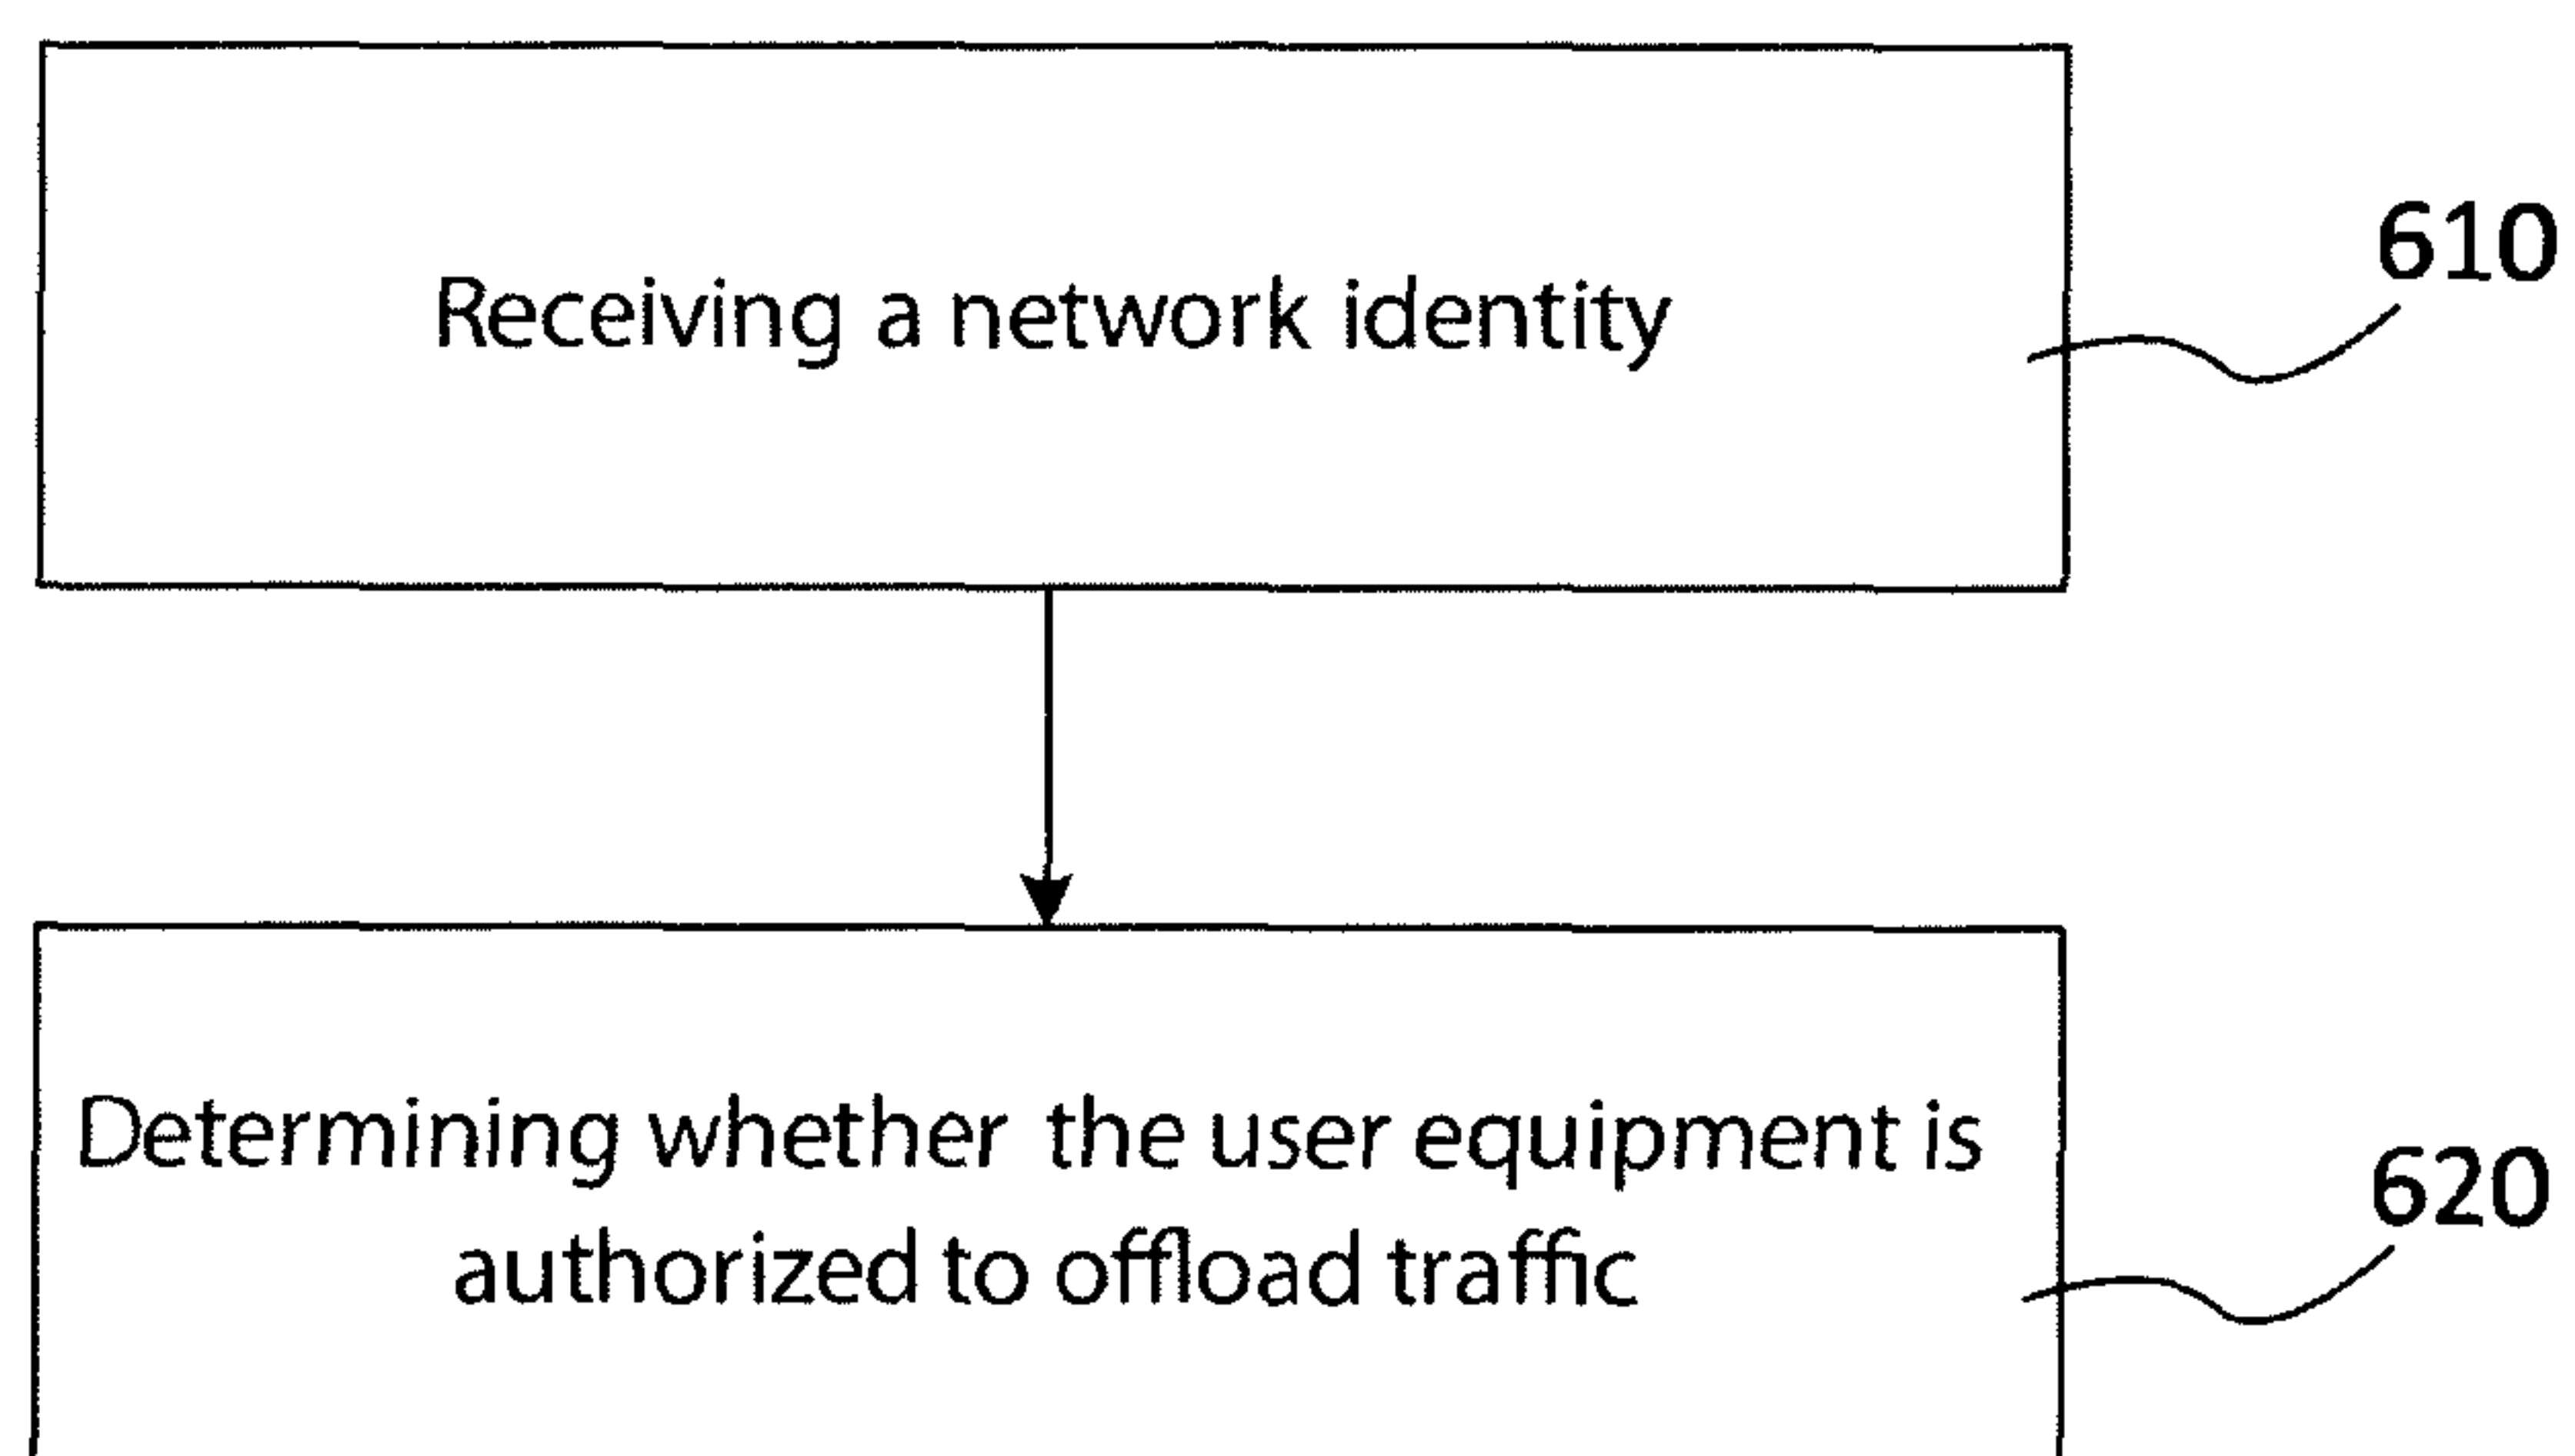 Receiving a network identity
610
Determining whether the user equipment is
authorized to offload traffic
620